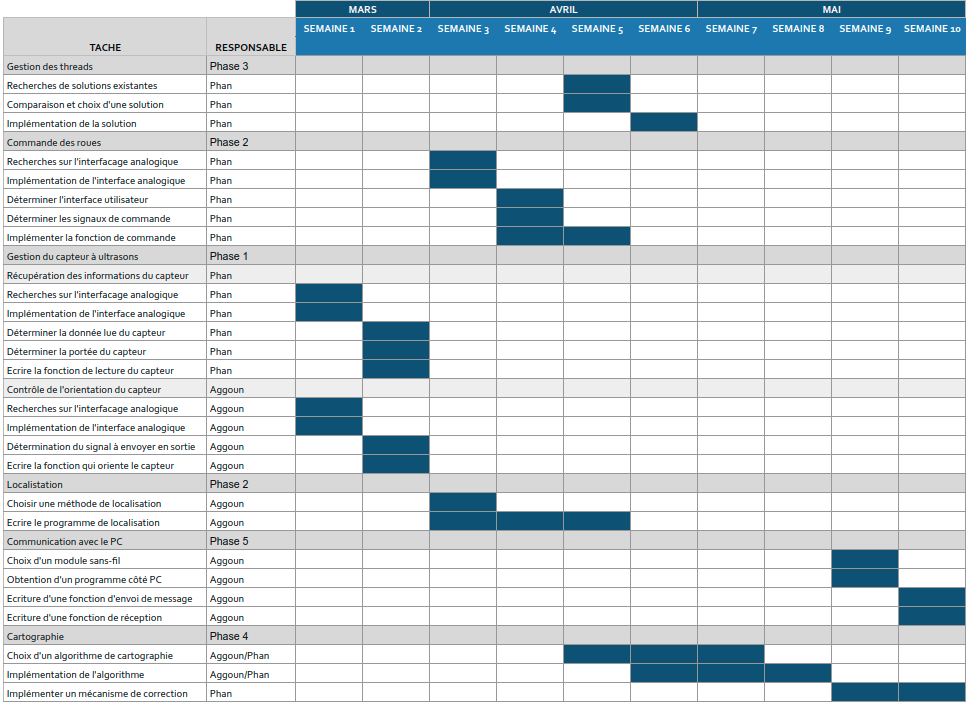 MARS AVRIL MAI
TACHE RESPONSABLE SEMAINE 1 SEMAINE 2 SEMAINE 3 SEMAINE 4 SEMAINE 5 SEMAINE 6 SEMAINE 7 SEMAINE 8 SEMAINE 9 SEMAINE 10
Gestion des threads Phase 3
Recherches de solutions existantes Phan
Comparaison et choix d'une solution Phan
Implémentation de la solution Phan
Commande des roues Phase 2
Recherches sur l'interfacage analogique Phan
Implémentation de l'interface analogique Phan
Déterminer l'interface utilisateur Phan
Déterminer les signaux de commande Phan
Implémenter la fonction de commande Phan
Gestion du capteur à ultrasons Phase 1
Récupération des informations du capteur Phan
Recherches sur l'interfacage analogique Phan
Implémentation de l'interface analogique Phan
Déterminer la donnée lue du capteur Phan
Déterminer la portée du capteur Phan
Ecrire la fonction de lecture du capteur Phan
Contrôle de l'orientation du capteur Aggoun
Recherches sur l'interfacage analogique Aggoun
Implémentation de l'interface analogique Aggoun
Détermination du signal à envoyer en sortie Aggoun
Ecrire la fonction qui oriente le capteur Aggoun
Localistation Phase 2
Choisir une méthode de localisation Aggoun
Ecrire le programme de localisation Aggoun
Communication avec le PC Phase 5
Choix d'un module sans-fil Aggoun
Obtention d'un programme côté PC Aggoun
Ecriture d'une fonction d'envoi de message Aggoun
Ecriture d'une fonction de réception Aggoun
Cartographie Phase 4
Choix d'un algorithme de cartographie Aggoun/Phan
Implémentation de l'algorithme Aggoun/Phan
Implémenter un mécanisme de correction Phan